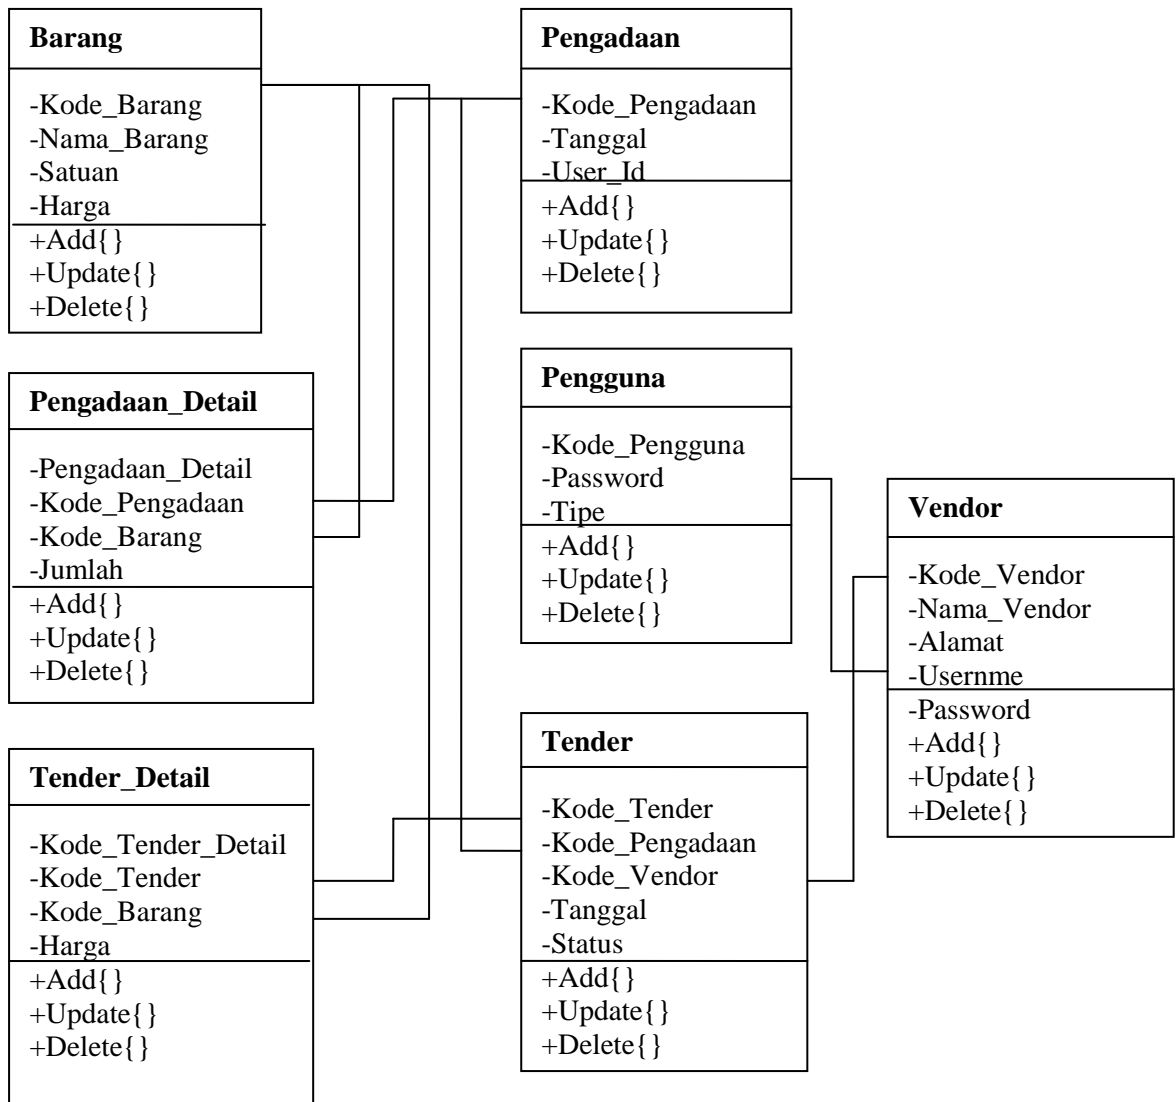 Barang
-Kode_Barang
-Nama_Barang
-Satuan
-Harga
+Add{}
+Update{}
+Delete{}
Pengadaan
-Kode_Pengadaan
-Tanggal
-User_Id
+Add{}
+Update{}
+Delete{}
Pengadaan_Detail
-Pengadaan_Detail
-Kode_Pengadaan
-Kode_Barang
-Jumlah
+Add{}
+Update{}
+Delete{}
Pengguna
-Kode_Pengguna
-Password
-Tipe
+Add{}
+Update{}
+Delete{}
Vendor
-Kode_Vendor
-Nama_Vendor
-Alamat
-Usernme
-Password
+Add{}
+Update{}
+Delete{}
Tender_Detail
-Kode_Tender_Detail
-Kode_Tender
-Kode_Barang
-Harga
+Add{}
+Update{}
+Delete{}
Tender
-Kode_Tender
-Kode_Pengadaan
-Kode_Vendor
-Tanggal
-Status
+Add{}
+Update{}
+Delete{}